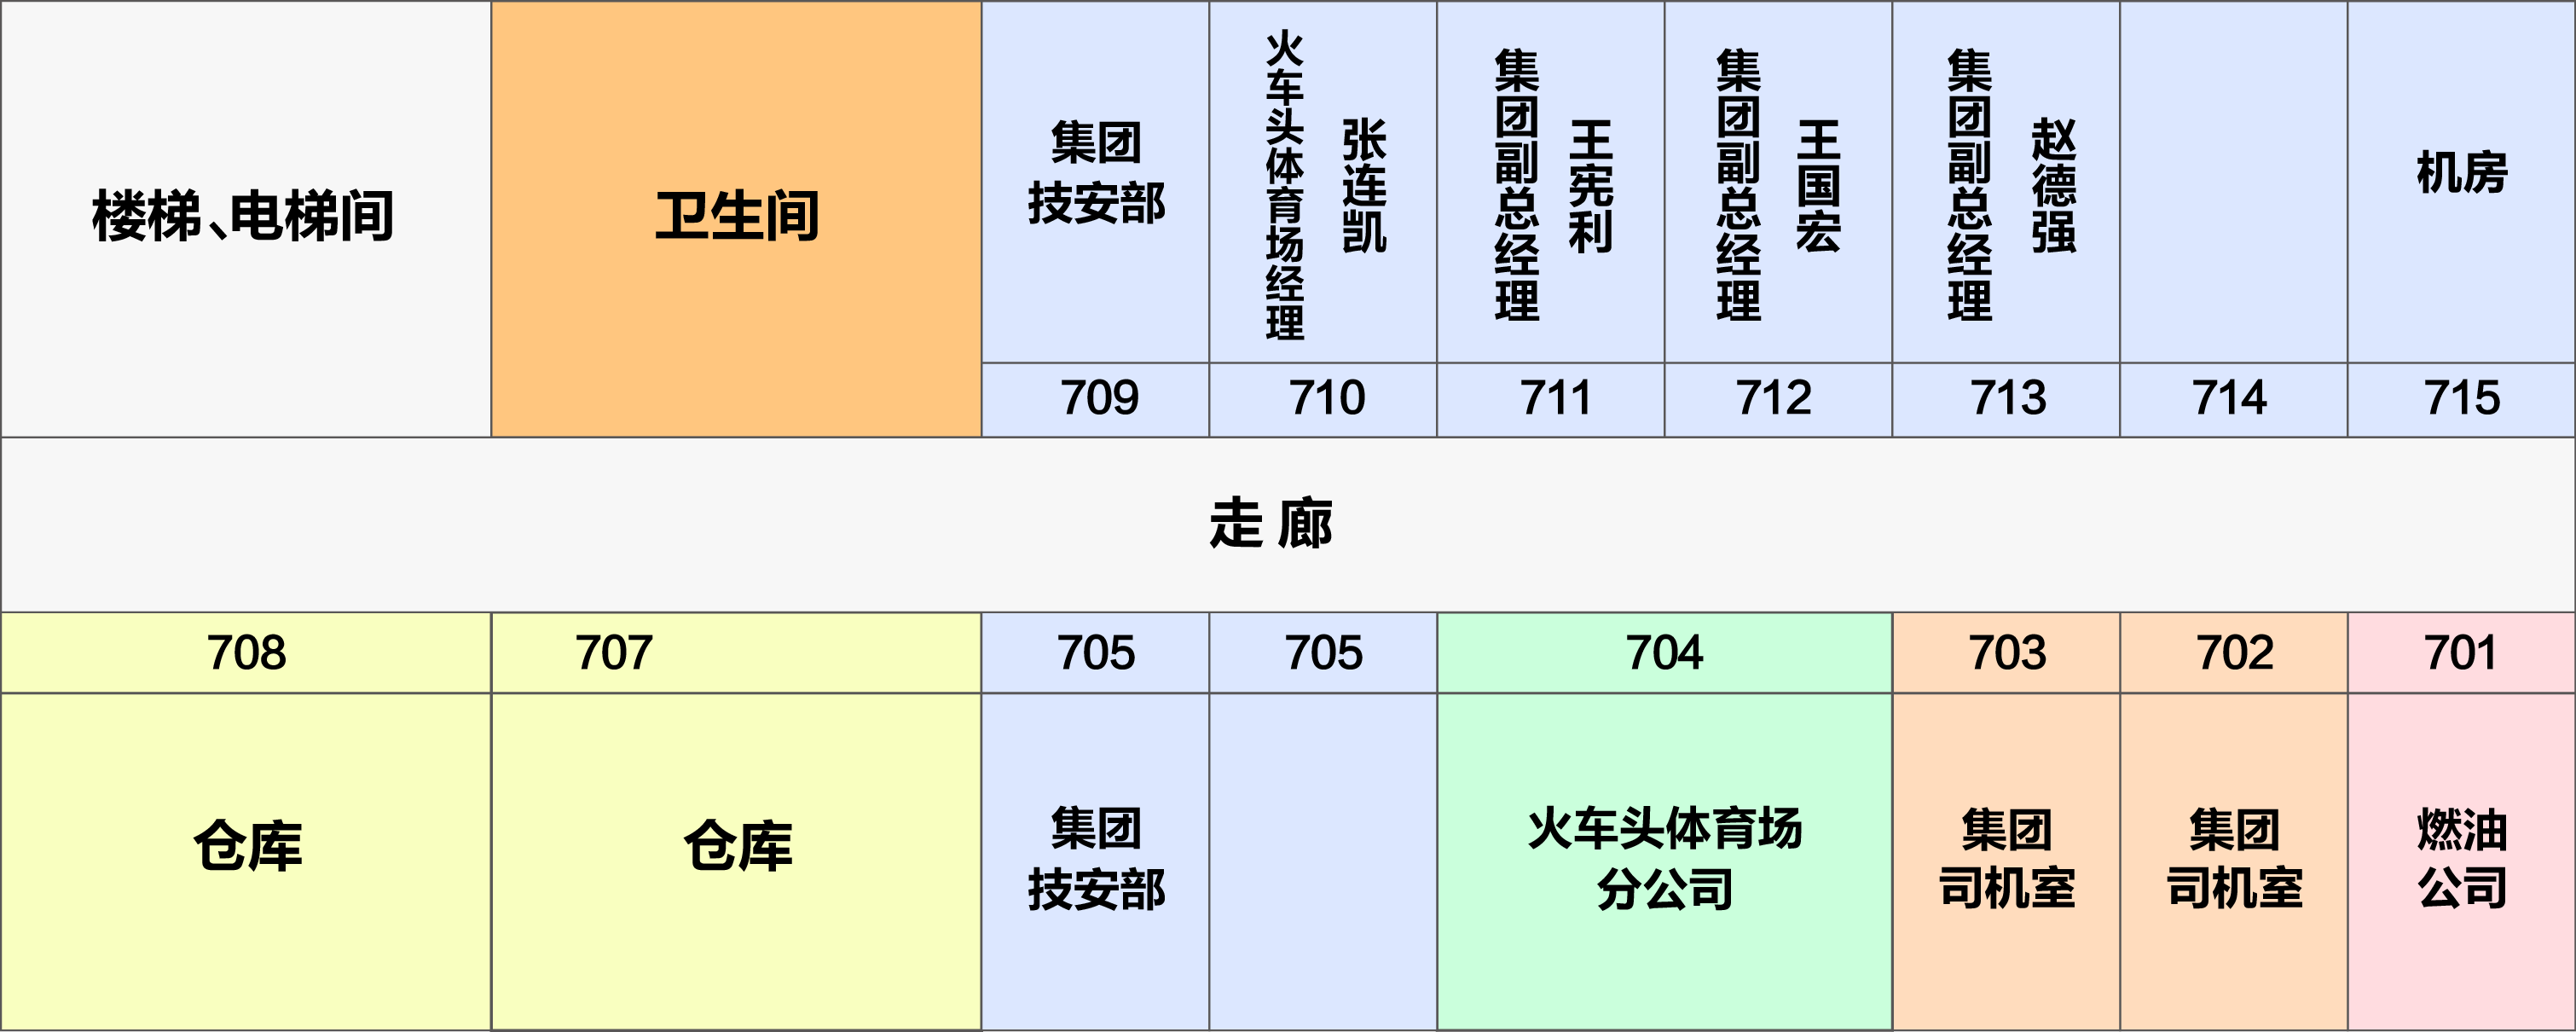 楼梯、电梯间
卫生间
集团
技安部
火车头体育场经理
张连凯
集团副总经理
王宪利
集团副总经理
王国宏
集团副总经理
赵德强
机房
709
710
711
712
713
714
715
走廊
708
707
705
705
704
703
702
701
仓库
仓库
集团
技安部
火车头体育场
分公司
集团
司机室
集团
司机室
燃油
公司